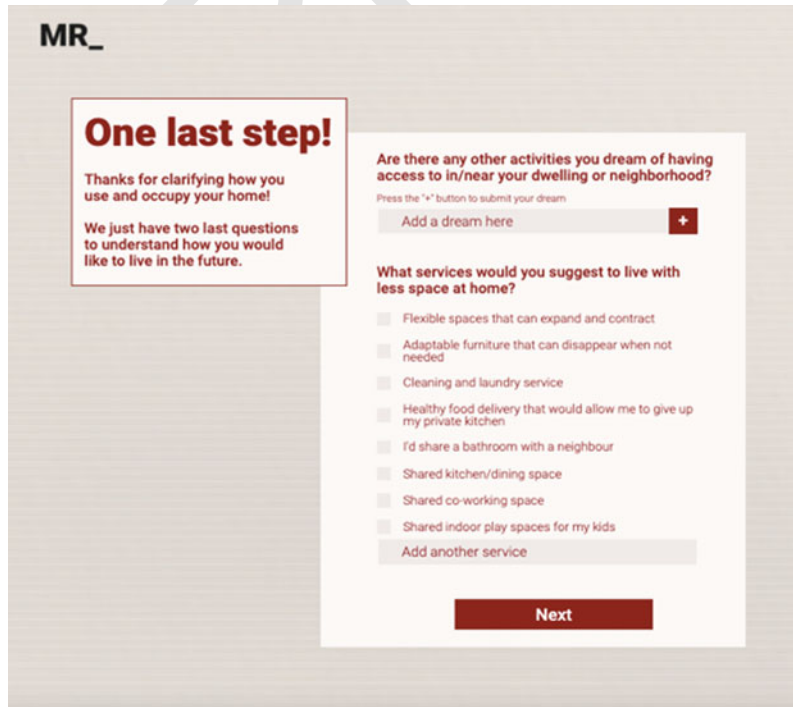 MR_
One last step!
Thanks for clarifying how you
use and occupy your home!
We just have two last questions
to understand how you would
like to live in the future.
Are there any other activities you dream of having
access to in/near your dwelling or neighborhood?
Press the "+" button to submit your dream
Add a dream here
+
What services would you suggest to live with
less space at home?
Flexible spaces that can expand and contract
Adaptable furniture that can disappear when not
needed
Cleaning and laundry service
Healthy food delivery that would allow me to give up
my private kitchen
I'd share a bathroom with a neighbour
Shared kitchen/dining space
Shared co-working space
Shared indoor play spaces for my kids
Add another service
Next